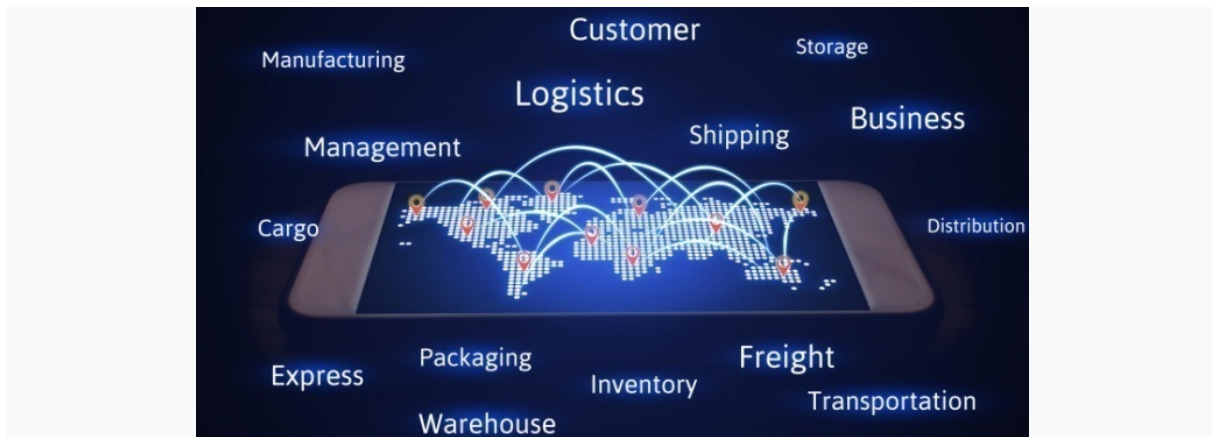 Customer
Storage
Manufacturing
Logistics
Business
Shipping
Management
Cargo
Distribution
Packaging
Freight
Express
Inventory
Transportation
Warehouse